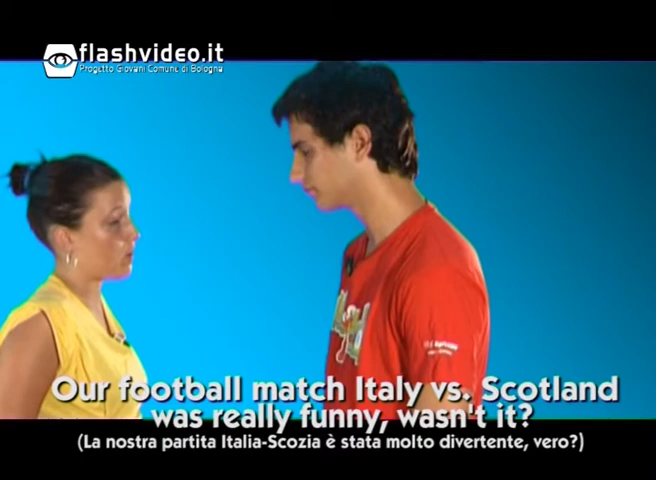 flashvideo.it
Progetto Giovani Comune di Bologna
Our football match Italy vs. Scotland
was really funny, wasn't it?
(La nostra partita Italia-Scozia è stata molto divertente, vero?)